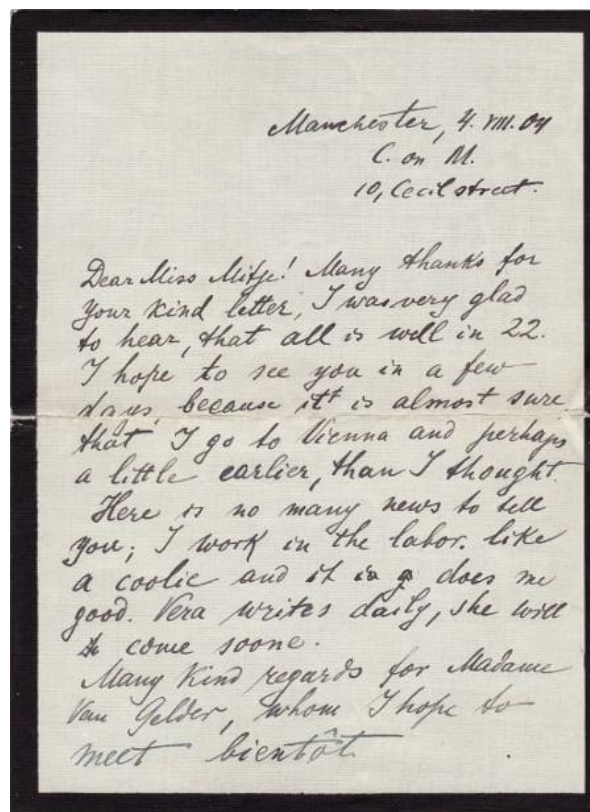 Manchester, 4. VIII. 04
C. on M.
10, Cecil street.
Dear Miss Mitje! Many thanks for
your kind letter, I was very glad
to hear, that all is well in 22.
I hope to see you in a few
days, because it is almost sure
that I go to Vienna and perhaps
a little earlier, than I thought.
Here is no many news to tell
you; I work in the labor. like
a coolie and it does me
good. Vera writes daily, she will
come soone.
Many kind regards for Madame
Van Gelder, whom I hope to
meet bientôt.